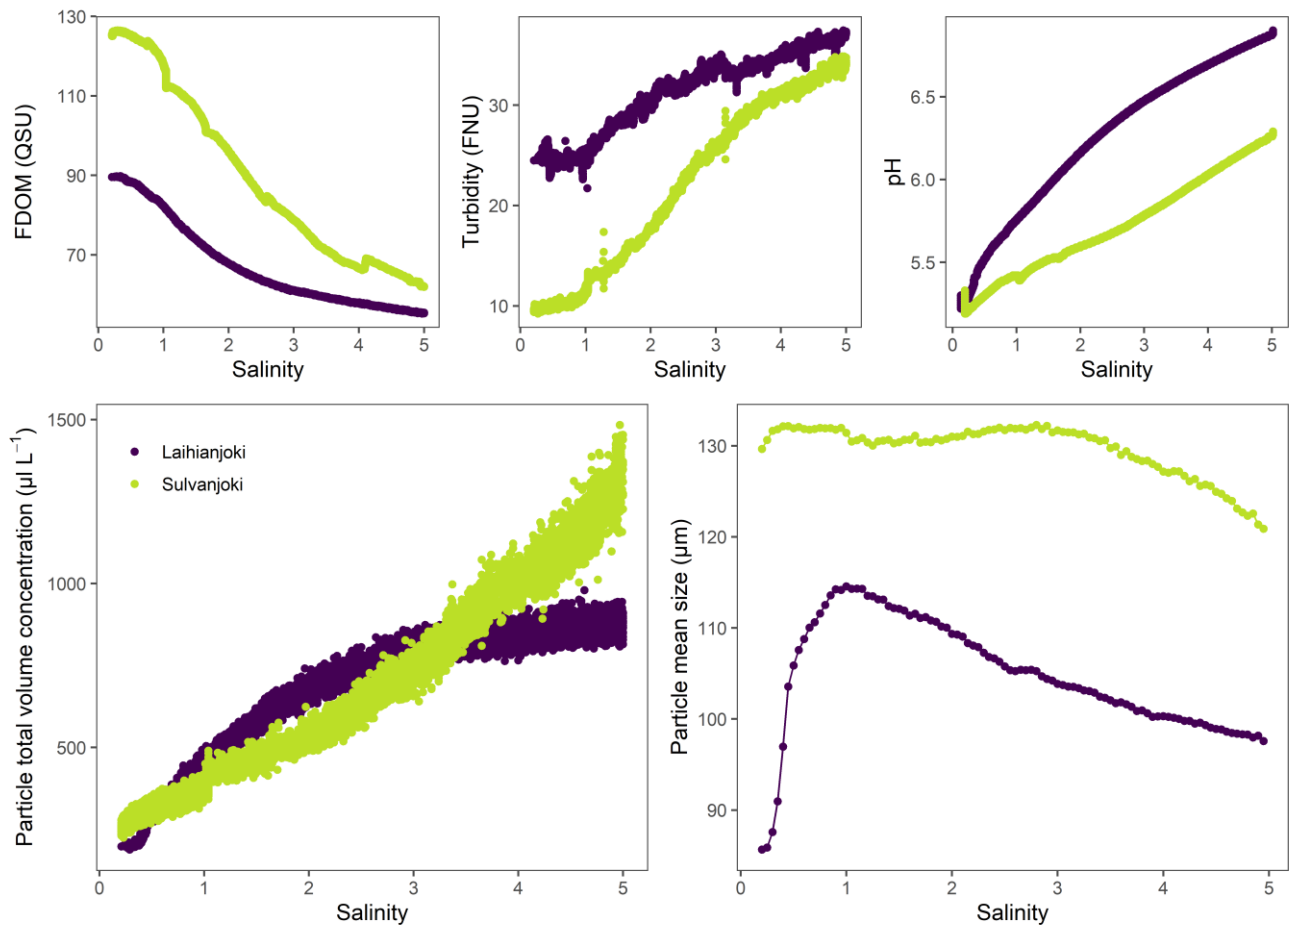 FDOM (QSU)
130
110
90
70
0 1 2 3 4 5
Salinity
Turbidity (FNU)
30
20
10
0 1 2 3 4 5
Salinity
pH
6.5
6.0
5.5
0 1 2 3 4 5
Salinity
Particle total volume concentration (µl L⁻¹)
1500
1000
500
Laihianjoki
Sulvanjoki
0 1 2 3 4 5
Salinity
Particle mean size (µm)
130
120
110
100
90
0 1 2 3 4 5
Salinity